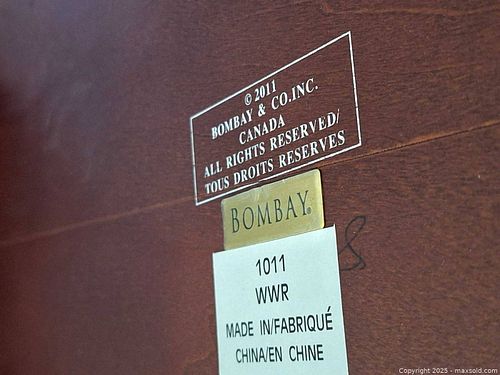 © 2011
BOMBAY & CO.INC.
CANADA
ALL RIGHTS RESERVED/
TOUS DROITS RESERVES
BOMBAY®
8
1011
WWR
MADE IN/FABRIQUÉ
CHINA/EN CHINE
Copyright 2025 - maxsold.com